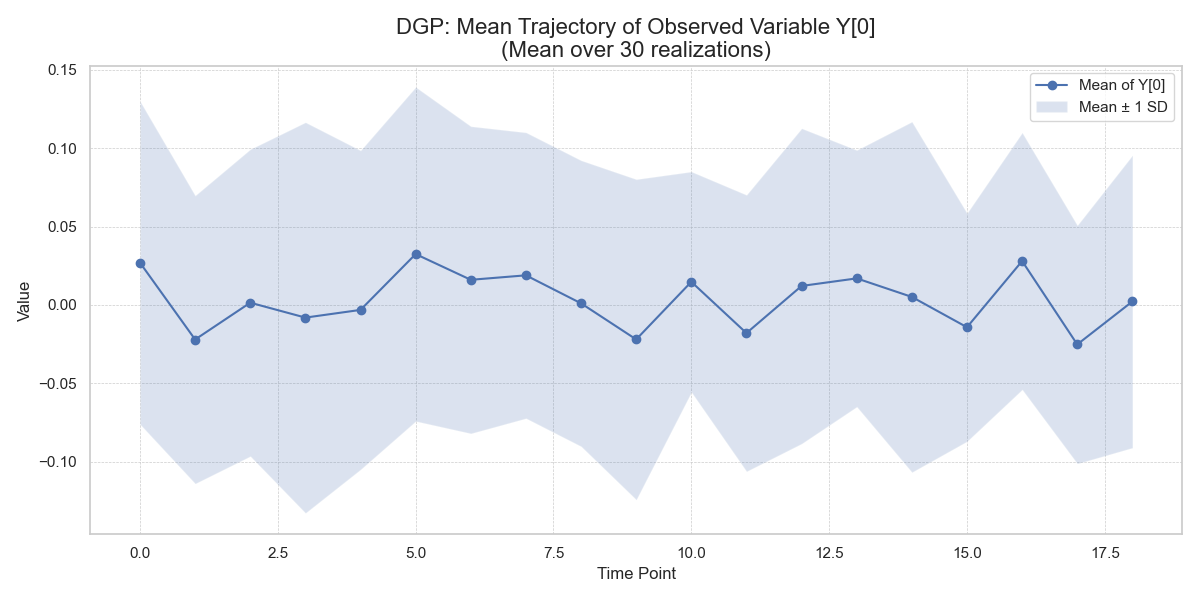 DGP: Mean Trajectory of Observed Variable Y[0]
(Mean over 30 realizations)
Mean of Y[0]
Mean ± 1 SD
Value
0.15
0.10
0.05
0.00
−0.05
−0.10
0.0 2.5 5.0 7.5 10.0 12.5 15.0 17.5
Time Point